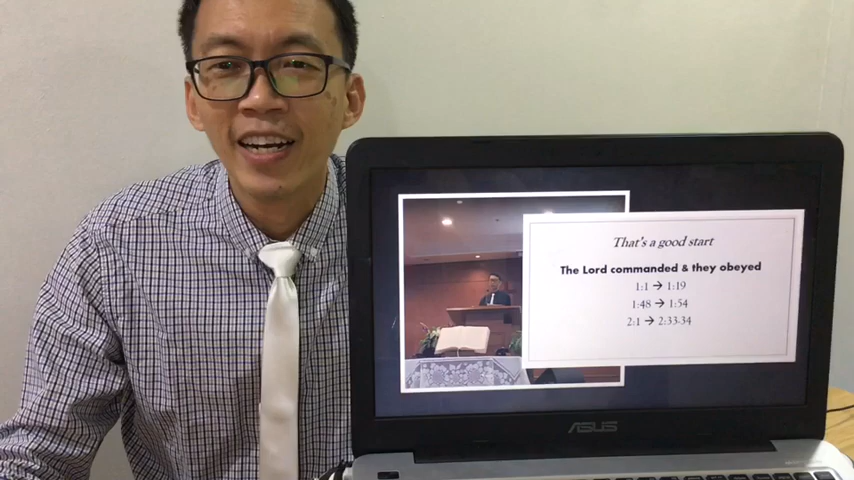 That's a good start
The Lord commanded & they obeyed
1:1 → 1:19
1:48 → 1:54
2:1 → 2:33-34
ASUS